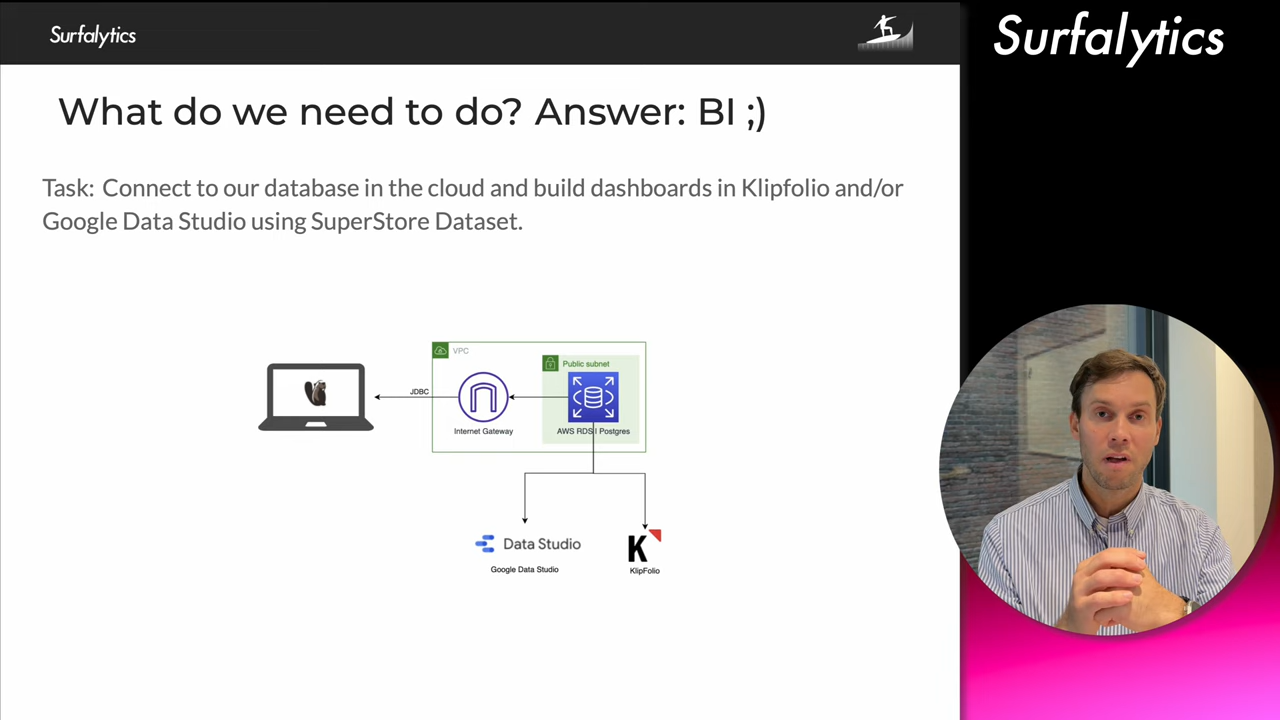 Surfalytics
Surfalytics
What do we need to do? Answer: BI ;)
Task: Connect to our database in the cloud and build dashboards in Klipfolio and/or
Google Data Studio using SuperStore Dataset.
VPC
Public subnet
JDBC
Internet Gateway
AWS RDS | Postgres
Data Studio
Google Data Studio
K
KlipFolio